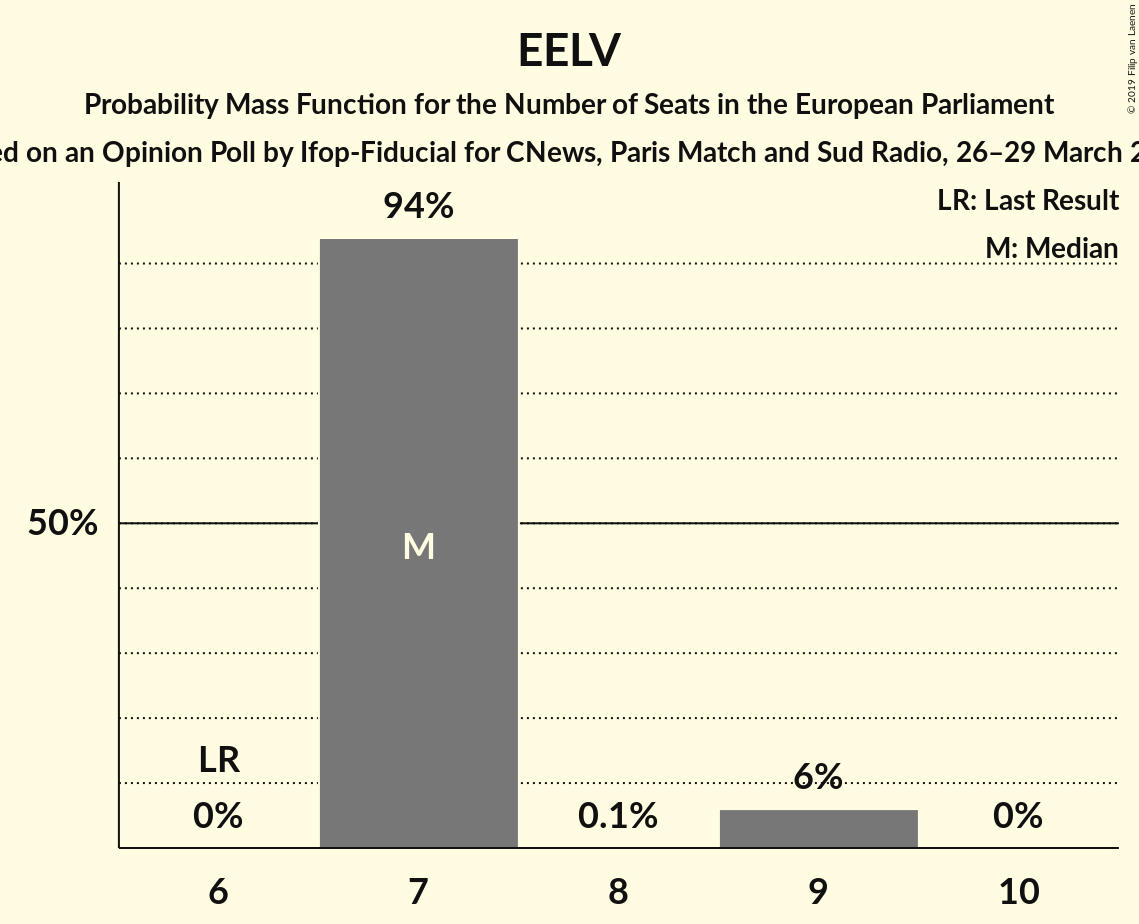 EELV
Probability Mass Function for the Number of Seats in the European Parliament
on an Opinion Poll by Ifop-Fiducial for CNews, Paris Match and Sud Radio, 26–29 March
© 2019 Filip van Laenen
LR: Last Result
M: Median
94%
50%
M
LR
0%
0.1%
6%
0%
6
7
8
9
10